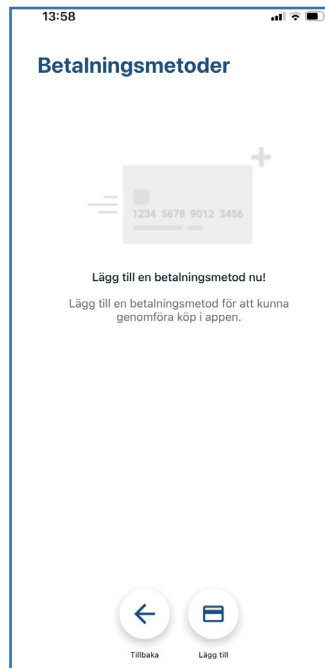 13:58
Betalningsmetoder
1234 5678 9012 3456
Lägg till en betalningsmetod nu!
Lägg till en betalningsmetod för att kunna
genomföra köp i appen.
Tillbaka
Lägg till